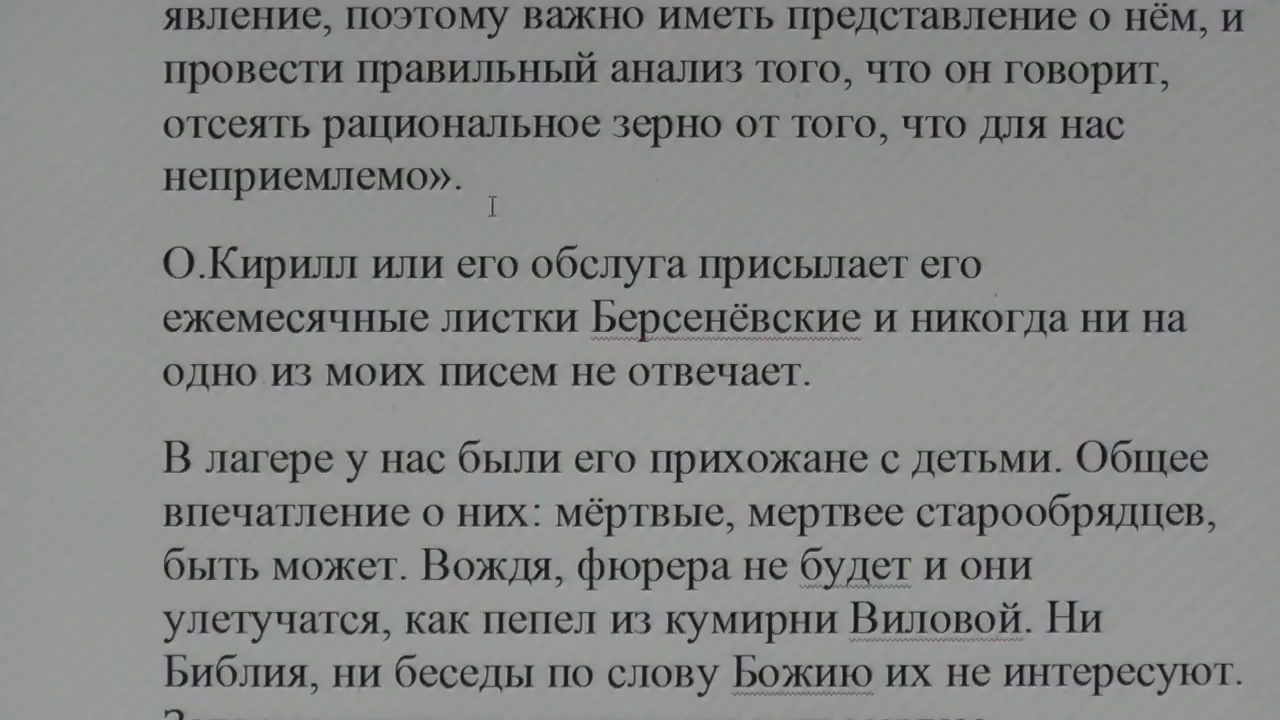 явление, поэтому важно иметь представление о нём, и
провести правильный анализ того, что он говорит,
отсеять рациональное зерно от того, что для нас
неприемлемо».
О.Кирилл или его обслуга присылает его
ежемесячные листки Берсенёвские и никогда ни на
одно из моих писем не отвечает.
В лагере у нас были его прихожане с детьми. Общее
впечатление о них: мёртвые, мертвее старообрядцев,
быть может. Вождя, фюрера не будет и они
улетучатся, как пепел из кумирни Виловой. Ни
Библия, ни беседы по слову Божию их не интересуют.